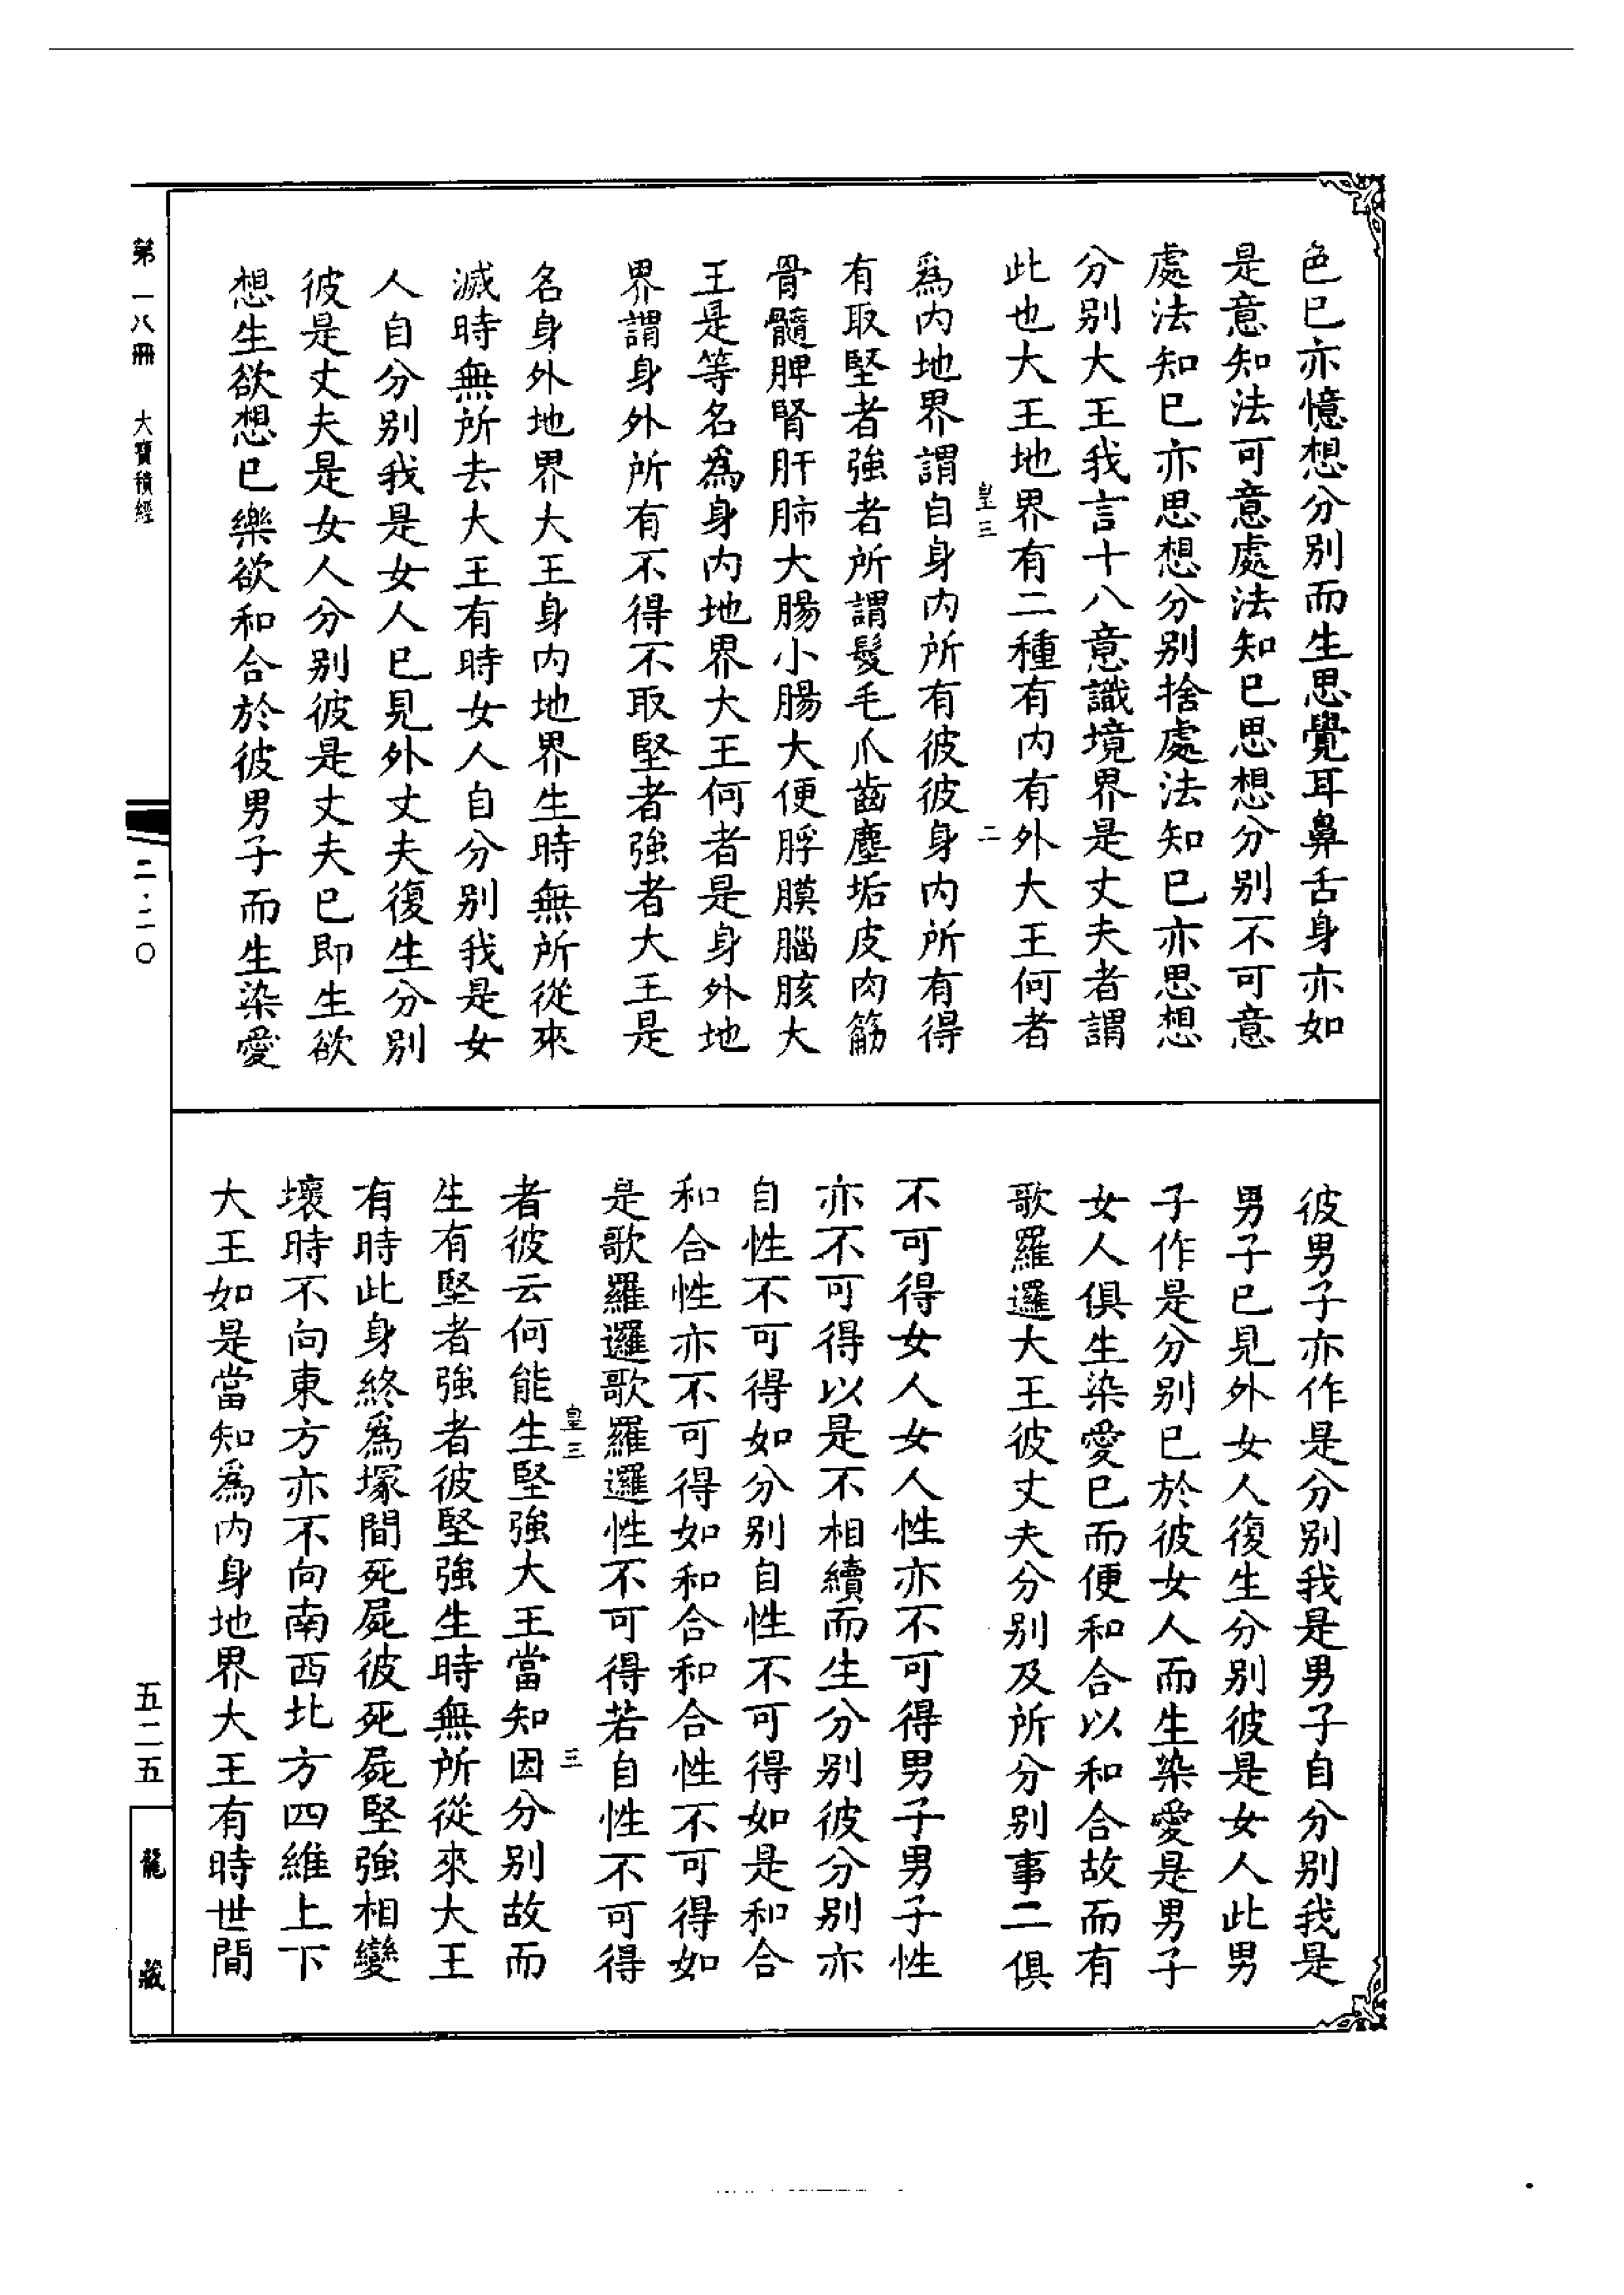 色已亦憶想分別而生思覺耳鼻舌身亦如
是意知法可意處法知已思想分別不可意
處法知已亦思想分別捨處法知已亦思想
分別大王我言十八意識境界是丈夫者謂
此也大王地界有二種有内有外大王何者
皇三 二
爲内地界謂自身内所有彼彼身内所有得
有取堅者強者所謂髮毛爪齒塵垢皮肉筋
骨髓脾腎肝肺大腸小腸大便脬膜腦胲大
王是等名爲身内地界大王何者是身外地
界謂身外所有不得不取堅者強者大王是
名身外地界大王身内地界生時無所從來
滅時無所去大王有時女人自分別我是女
人自分別我是女人已見外丈夫復生分別
彼是丈夫是女人分別彼是丈夫已即生欲
想生欲想已樂欲和合於彼男子而生染愛
彼男子亦作是分別我是男子自分別我是
男子已見外女人復生分別彼是女人此男
子作是分別已於彼女人而生染愛是男子
女人俱生染愛已而便和合以和合故而有
歌羅邏大王彼丈夫分別及所分別事二俱
不可得女人女人性亦不可得男子男子性
亦不可得以是不相續而生分別彼分別亦
自性不可得如分別自性不可得如是和合
和合性亦不可得如和合和合性不可得如
是歌羅邏歌羅邏性不可得若自性不可得
皇三 三
者彼云何能生堅強大王當知因分別故而
生有堅者強者彼堅強生時無所從來大王
有時此身終爲塚間死屍彼死屍堅強相變
壞時不向東方亦不向南西北方四維上下
大王如是當知爲内身地界大王有時世間
第一八冊 大寶積經
二·二〇
五二五
龍藏